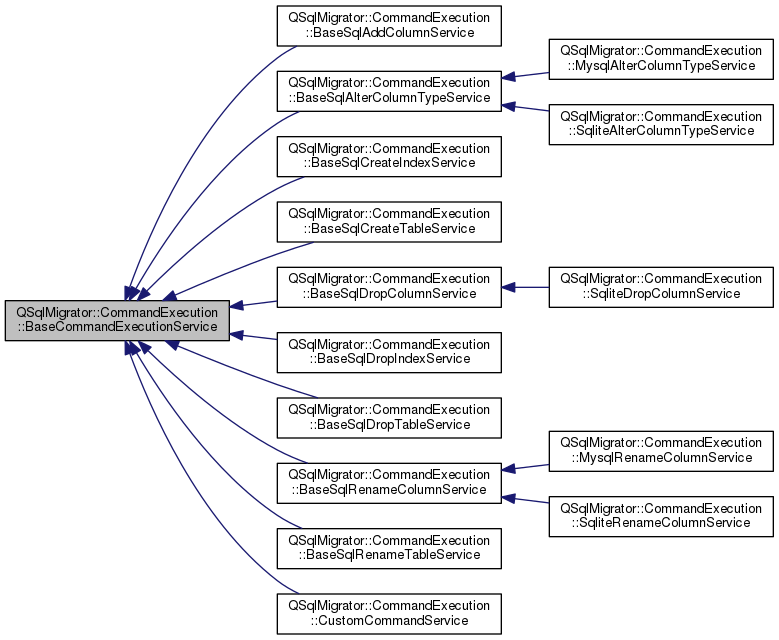 QSqlMigrator::CommandExecution
::BaseCommandExecutionService
QSqlMigrator::CommandExecution
::BaseSqlAddColumnService
QSqlMigrator::CommandExecution
::BaseSqlAlterColumnTypeService
QSqlMigrator::CommandExecution
::MysqlAlterColumnTypeService
QSqlMigrator::CommandExecution
::SqliteAlterColumnTypeService
QSqlMigrator::CommandExecution
::BaseSqlCreateIndexService
QSqlMigrator::CommandExecution
::BaseSqlCreateTableService
QSqlMigrator::CommandExecution
::BaseSqlDropColumnService
QSqlMigrator::CommandExecution
::SqliteDropColumnService
QSqlMigrator::CommandExecution
::BaseSqlDropIndexService
QSqlMigrator::CommandExecution
::BaseSqlDropTableService
QSqlMigrator::CommandExecution
::BaseSqlRenameColumnService
QSqlMigrator::CommandExecution
::MysqlRenameColumnService
QSqlMigrator::CommandExecution
::SqliteRenameColumnService
QSqlMigrator::CommandExecution
::BaseSqlRenameTableService
QSqlMigrator::CommandExecution
::CustomCommandService